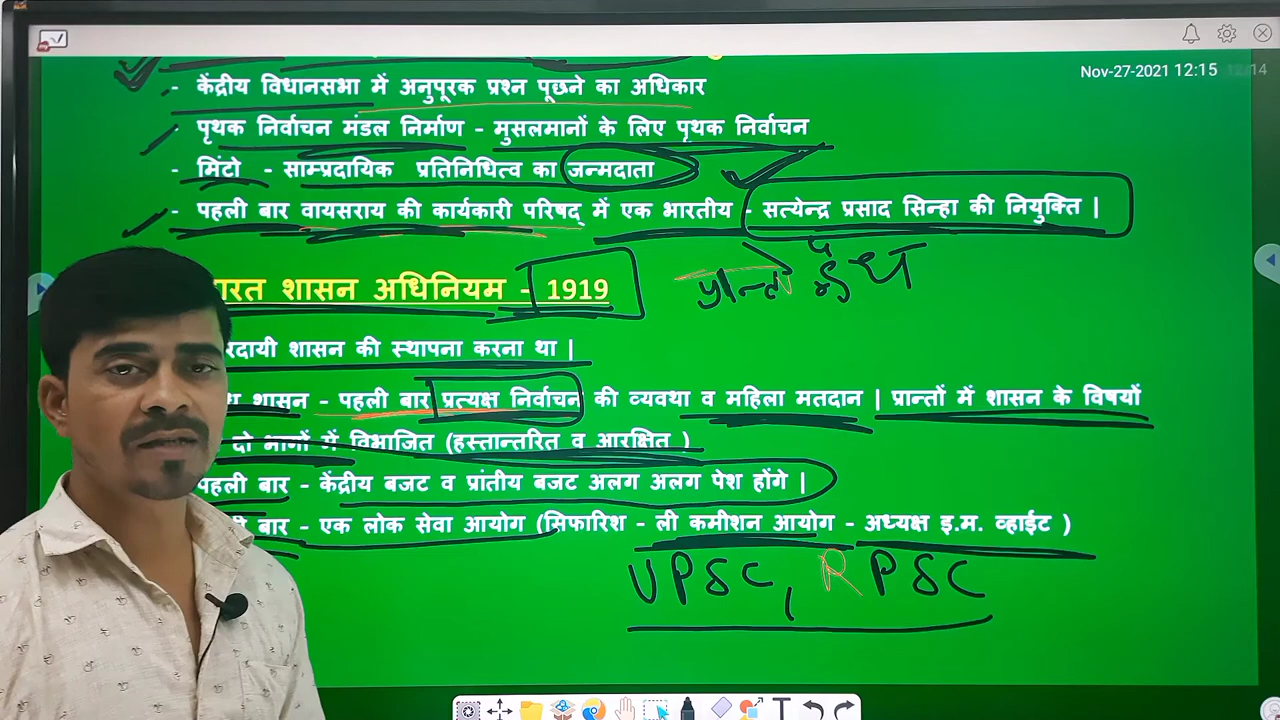 Nov-27-2021 12:15
- केंद्रीय विधानसभा में अनुपूरक प्रश्न पूछने का अधिकार
- पृथक निर्वाचन मंडल निर्माण - मुसलमानों के लिए पृथक निर्वाचन
- मिंटो - साम्प्रदायिक प्रतिनिधित्व का जन्मदाता
- पहली बार वायसराय की कार्यकारी परिषद् में एक भारतीय - सत्येन्द्र प्रसाद सिन्हा की नियुक्ति |
शासन अधिनियम - 1919
शासन की स्थापना करना था |
शासन - पहली बार प्रत्यक्ष निर्वाचन की व्यवथा व महिला मतदान | प्रान्तों में शासन के विषयों
दो भागों में विभाजित (हस्तान्तरित व आरक्षित )
पहली बार - केंद्रीय बजट व प्रांतीय बजट अलग अलग पेश होंगे |
बार - एक लोक सेवा आयोग (सिफारिश - ली कमीशन आयोग - अध्यक्ष इ.म. व्हाईट )
UPSC, RPSC